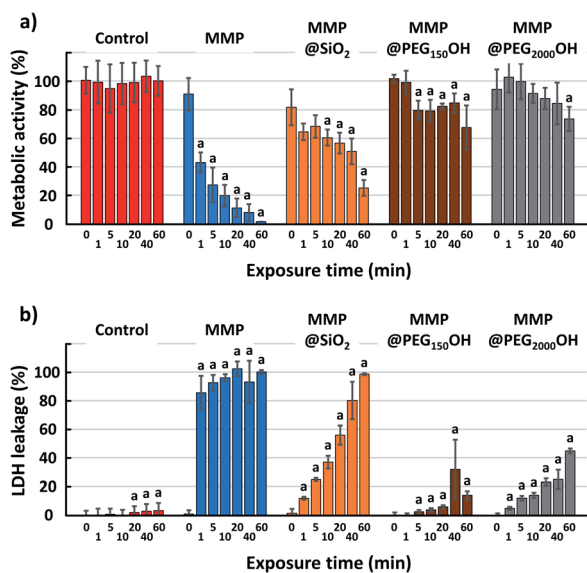 a)
Control
MMP
MMP
@SiO₂
MMP
@PEG₁₅₀OH
MMP
@PEG₂₀₀₀OH
Metabolic activity (%)
100
80
60
40
20
0
a a a a a a
a a a a
a a a a a
a
0 1 5 10 20 40 60
0 1 5 10 20 40 60
0 1 5 10 20 40 60
0 1 5 10 20 40 60
0 1 5 10 20 40 60
Exposure time (min)
b)
Control
MMP
MMP
@SiO₂
MMP
@PEG₁₅₀OH
MMP
@PEG₂₀₀₀OH
LDH leakage (%)
100
80
60
40
20
0
a a a
a a a a a a
a a a a a a
a a a a a
a a a a a a
0 1 5 10 20 40 60
0 1 5 10 20 40 60
0 1 5 10 20 40 60
0 1 5 10 20 40 60
0 1 5 10 20 40 60
Exposure time (min)